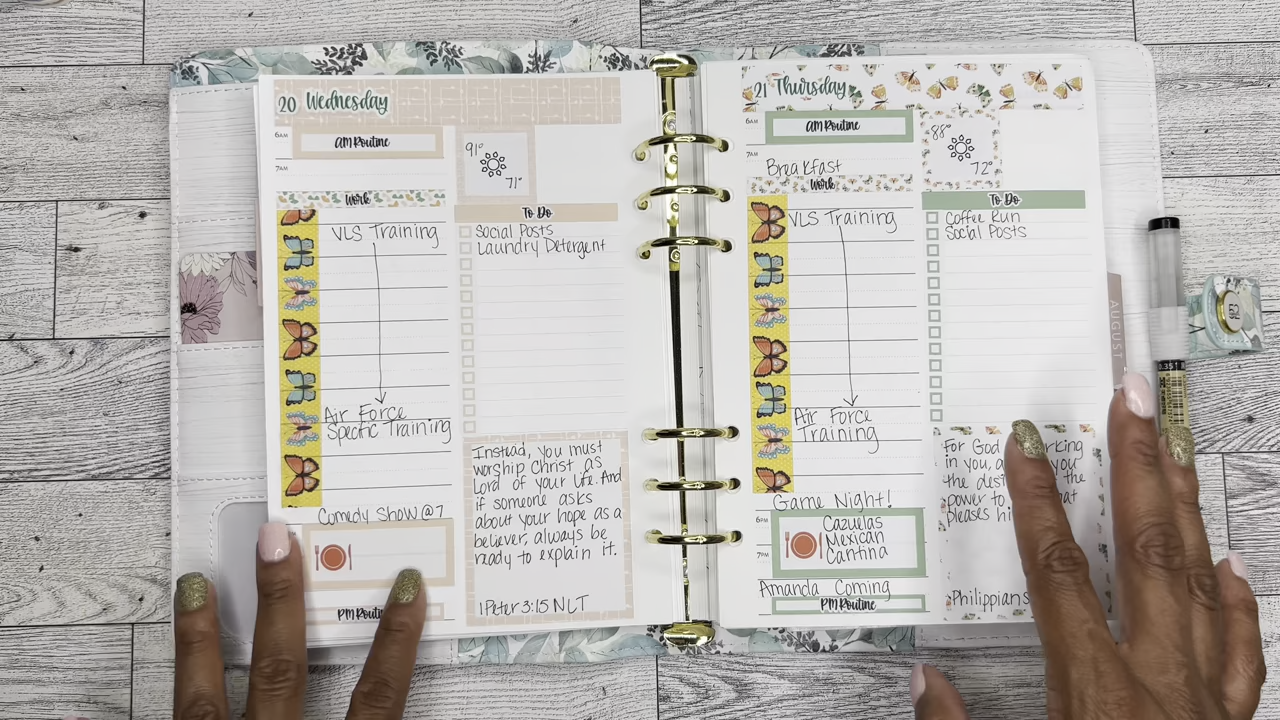 20 Wednesday
6AM
AM Routine
7AM
91°
71°
Work
VLS Training
Air Force
Specific Training
Comedy Show @7
PM
To Do
Social Posts
Laundry Detergent
Instead, you must
worship Christ as
Lord of your life. And
if someone asks
about your hope as a
believer, always be
ready to explain it.
1 Peter 3:15 NLT
21 Thursday
6AM
AM Routine
7AM
Breakfast
88°
72°
Work
VLS Training
Air Force
Training
Game Night!
6PM
Cazuelas
Mexican
7PM
Cantina
Amanda Coming
PM Routine
To Do
Coffee Run
Social Posts
For God
in you,
you
the
the
power to
pleases
Philippians
AUGUST
0.35